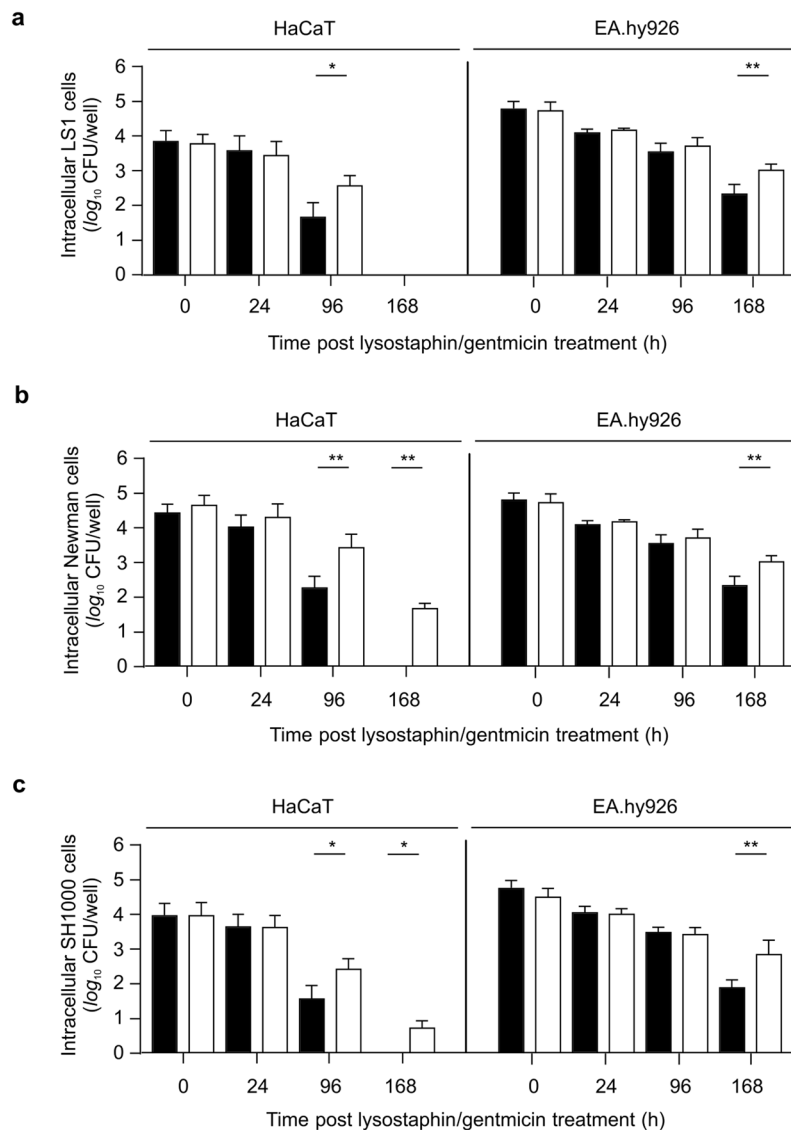 a
HaCaT
EA.hy926
Intracellular LS1 cells
(log₁₀ CFU/well)
6
5
4
3
2
1
0
*
**
0 24 96 168 0 24 96 168
Time post lysostaphin/gentmicin treatment (h)
b
HaCaT
EA.hy926
Intracellular Newman cells
(log₁₀ CFU/well)
6
5
4
3
2
1
0
** ** **
0 24 96 168 0 24 96 168
Time post lysostaphin/gentmicin treatment (h)
c
HaCaT
EA.hy926
Intracellular SH1000 cells
(log₁₀ CFU/well)
6
5
4
3
2
1
0
* * **
0 24 96 168 0 24 96 168
Time post lysostaphin/gentmicin treatment (h)